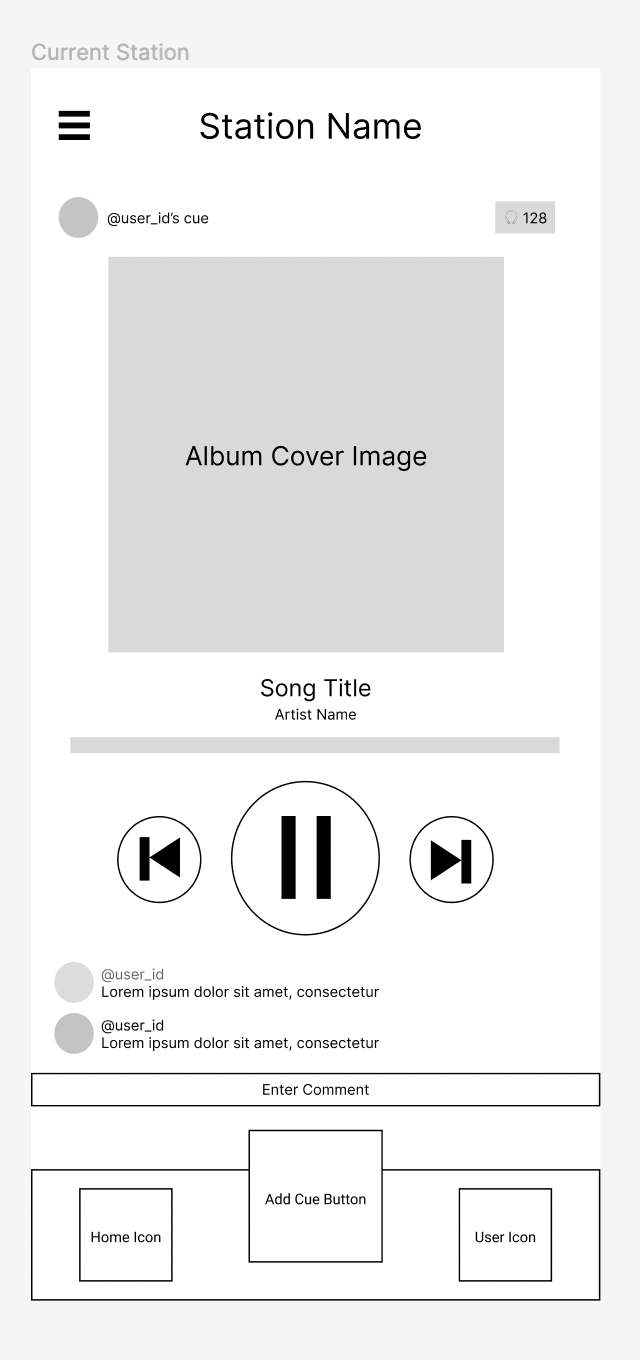 Current Station
Station Name
@user_id’s cue
128
Album Cover Image
Song Title
Artist Name
@user_id
Lorem ipsum dolor sit amet, consectetur
@user_id
Lorem ipsum dolor sit amet, consectetur
Enter Comment
Add Cue Button
Home Icon
User Icon